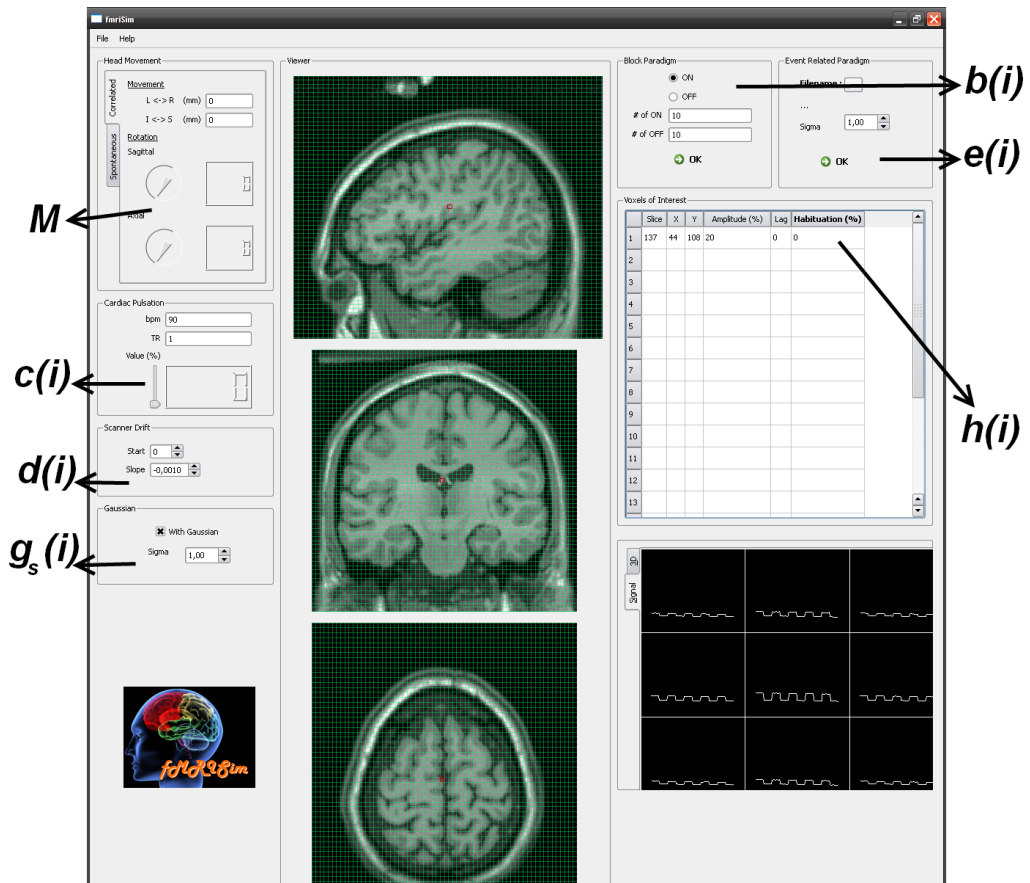 fmriSim
File Help
Head Movement
Correlated
Spontaneous
Movement
L <-> R (mm) 0
I <-> S (mm) 0
Rotation
Sagittal
0
Axial
0
M
Cardiac Pulsation
bpm 90
TR 1
Value (%)
0
c(i)
Scanner Drift
Start 0
Slope -0,0010
d(i)
Gaussian
With Gaussian
Sigma 1,00
gs(i)
fMRISim
Viewer
Block Paradigm
ON
OFF
# of ON 10
# of OFF 10
OK
b(i)
Event Related Paradigm
Filename :
...
Sigma 1,00
OK
e(i)
Voxels of Interest
Slice X Y Amplitude (%) Lag Habituation (%)
1 137 44 108 20 0 0
2
3
4
5
6
7
8
9
10
11
12
13
h(i)
3D
Signal